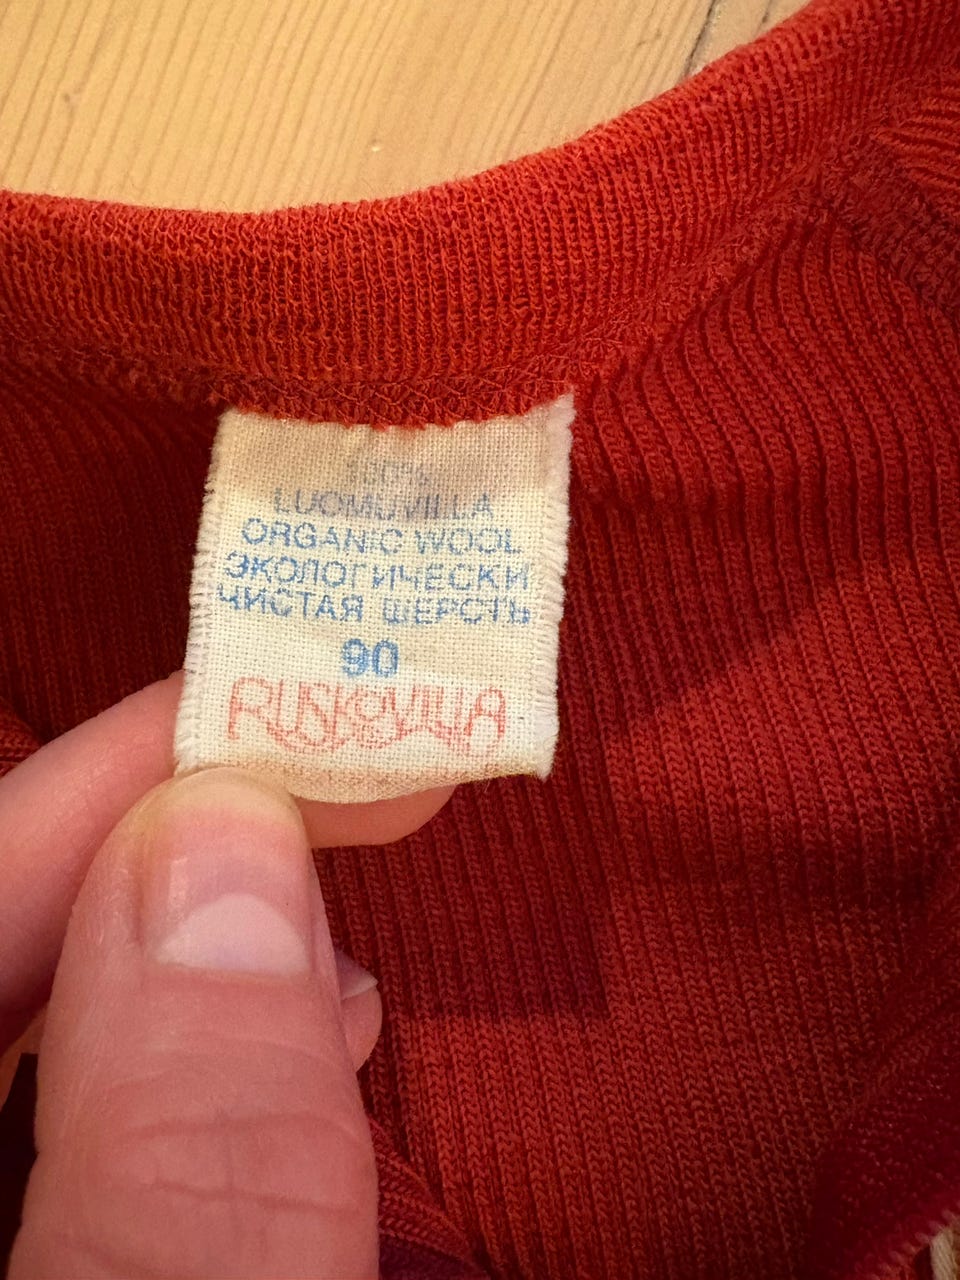 100%
LUOMUVILLA
ORGANIC WOOL
ЭКОЛОГИЧЕСКИ
ЧИСТАЯ ШЕРСТЬ
90
RUSKOVILLA